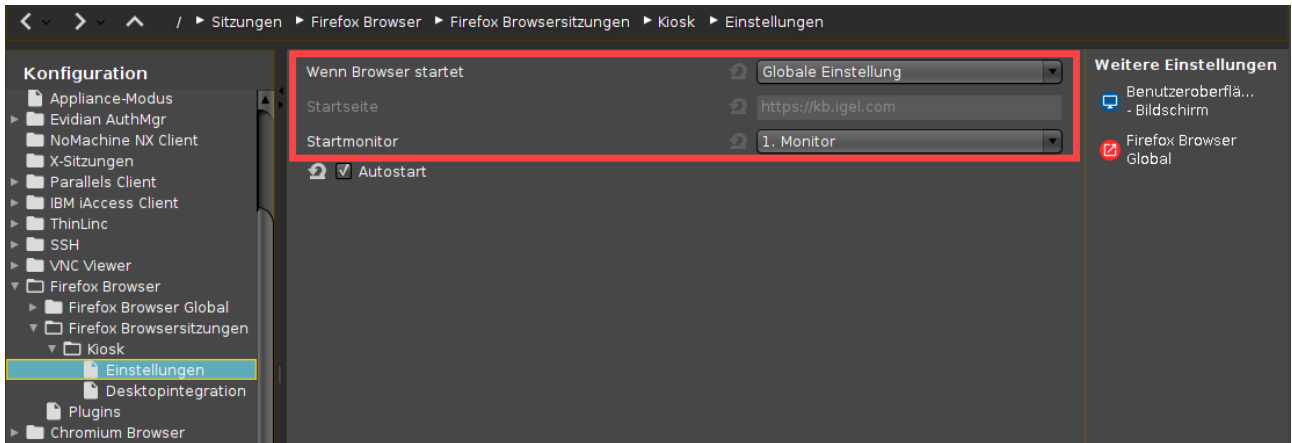 / Sitzungen Firefox Browser Firefox Browsersitzungen Kiosk Einstellungen
Konfiguration
Appliance-Modus
Evidian AuthMgr
NoMachine NX Client
X-Sitzungen
Parallels Client
IBM iAccess Client
ThinLinc
SSH
VNC Viewer
Firefox Browser
Firefox Browser Global
Firefox Browsersitzungen
Kiosk
Einstellungen
Desktopintegration
Plugins
Chromium Browser
Wenn Browser startet Globale Einstellung
Startseite https://kb.igel.com
Startmonitor 1. Monitor
Autostart
Weitere Einstellungen
Benutzeroberflä...
- Bildschirm
Firefox Browser
Global